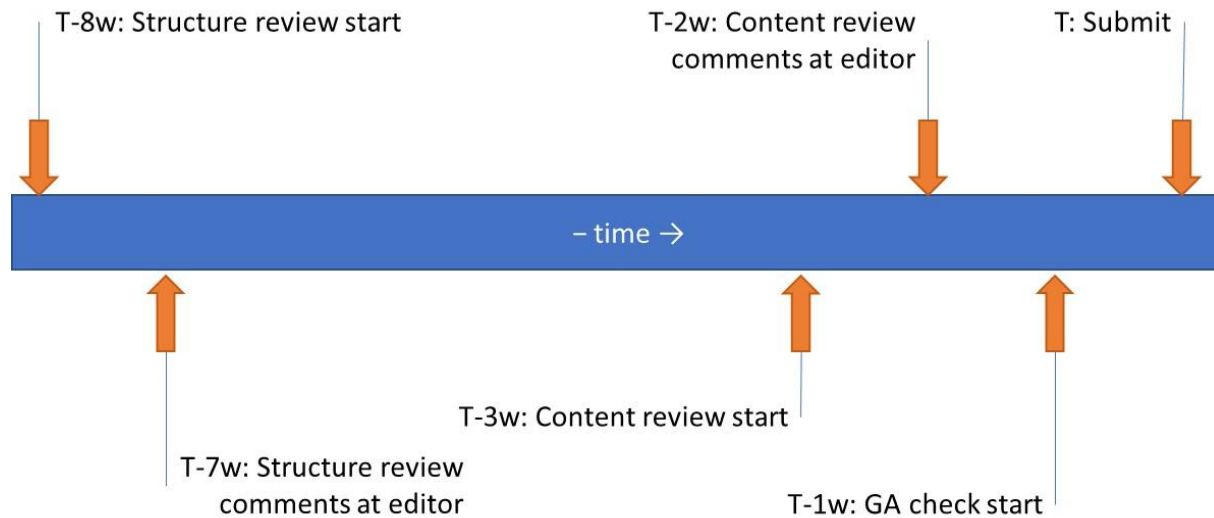 T-8w: Structure review start
T-2w: Content review
comments at editor
T: Submit
– time →
T-3w: Content review start
T-7w: Structure review
comments at editor
T-1w: GA check start